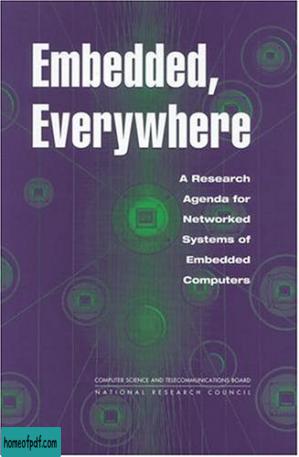 Embedded,
Everywhere
A Research
Agenda for
Networked
Systems of
Embedded
Computers
COMPUTER SCIENCE AND TELECOMMUNICATIONS BOARD
NATIONAL RESEARCH COUNCIL
homeofpdf.com